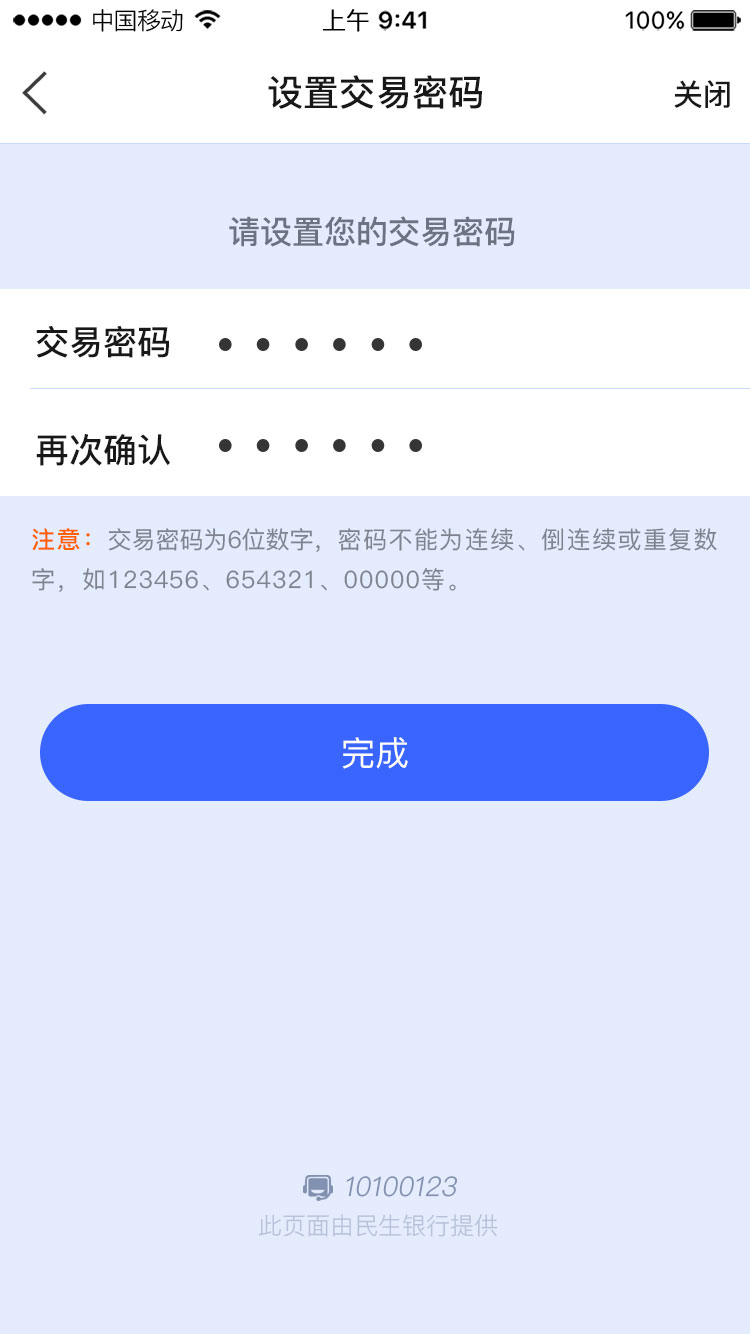 中国移动 上午 9:41 100%
设置交易密码 关闭
请设置您的交易密码
交易密码 ● ● ● ● ● ●
再次确认 ● ● ● ● ● ●
注意：交易密码为6位数字，密码不能为连续、倒连续或重复数
字，如123456、654321、00000等。
完成
10100123
此页面由民生银行提供